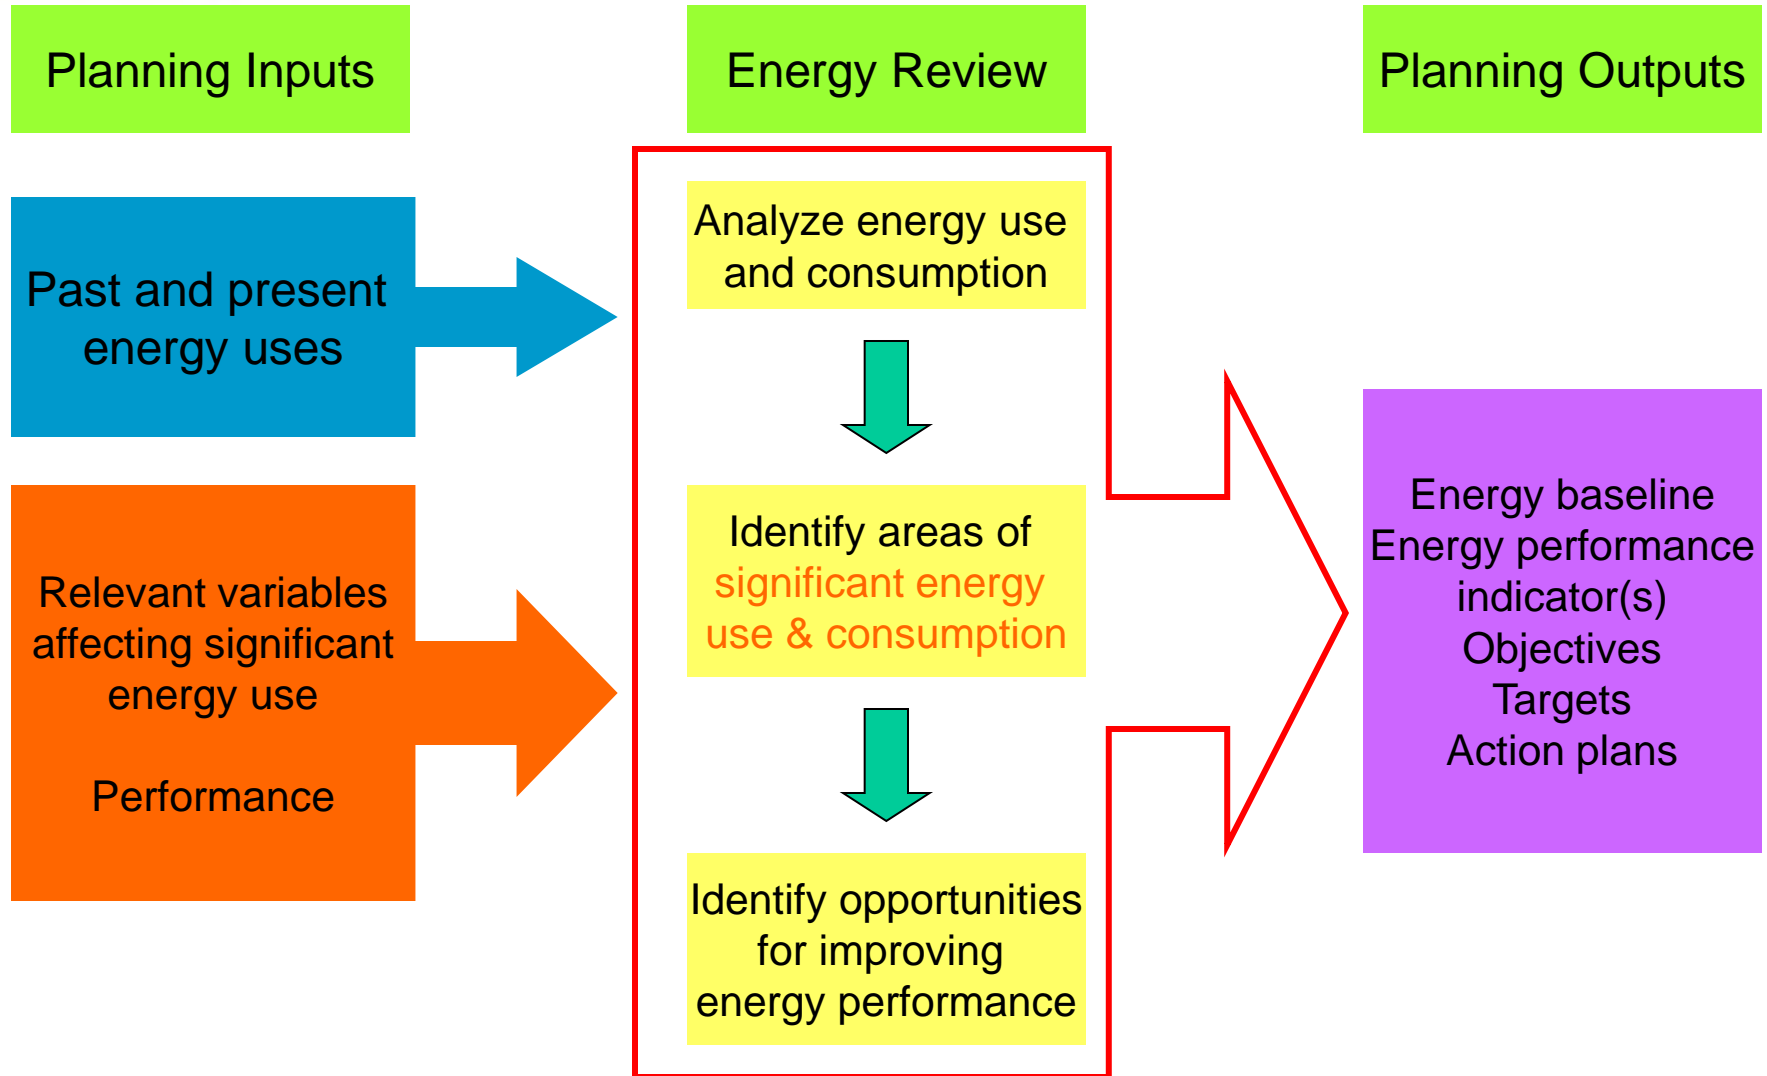 Planning Inputs
Energy Review
Planning Outputs
Past and present
energy uses
Relevant variables
affecting significant
energy use
Performance
Analyze energy use
and consumption
Identify areas of
significant energy
use & consumption
Identify opportunities
for improving
energy performance
Energy baseline
Energy performance
indicator(s)
Objectives
Targets
Action plans